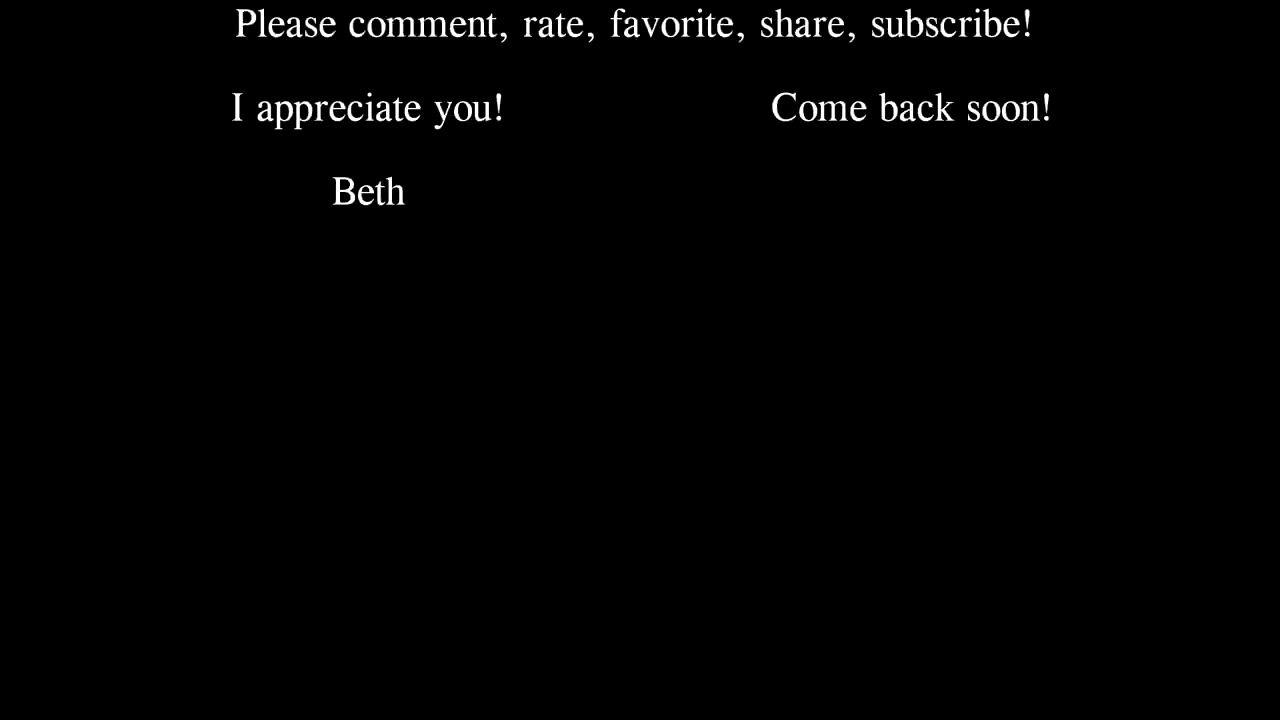 Please comment, rate, favorite, share, subscribe!
I appreciate you! Come back soon!
Beth